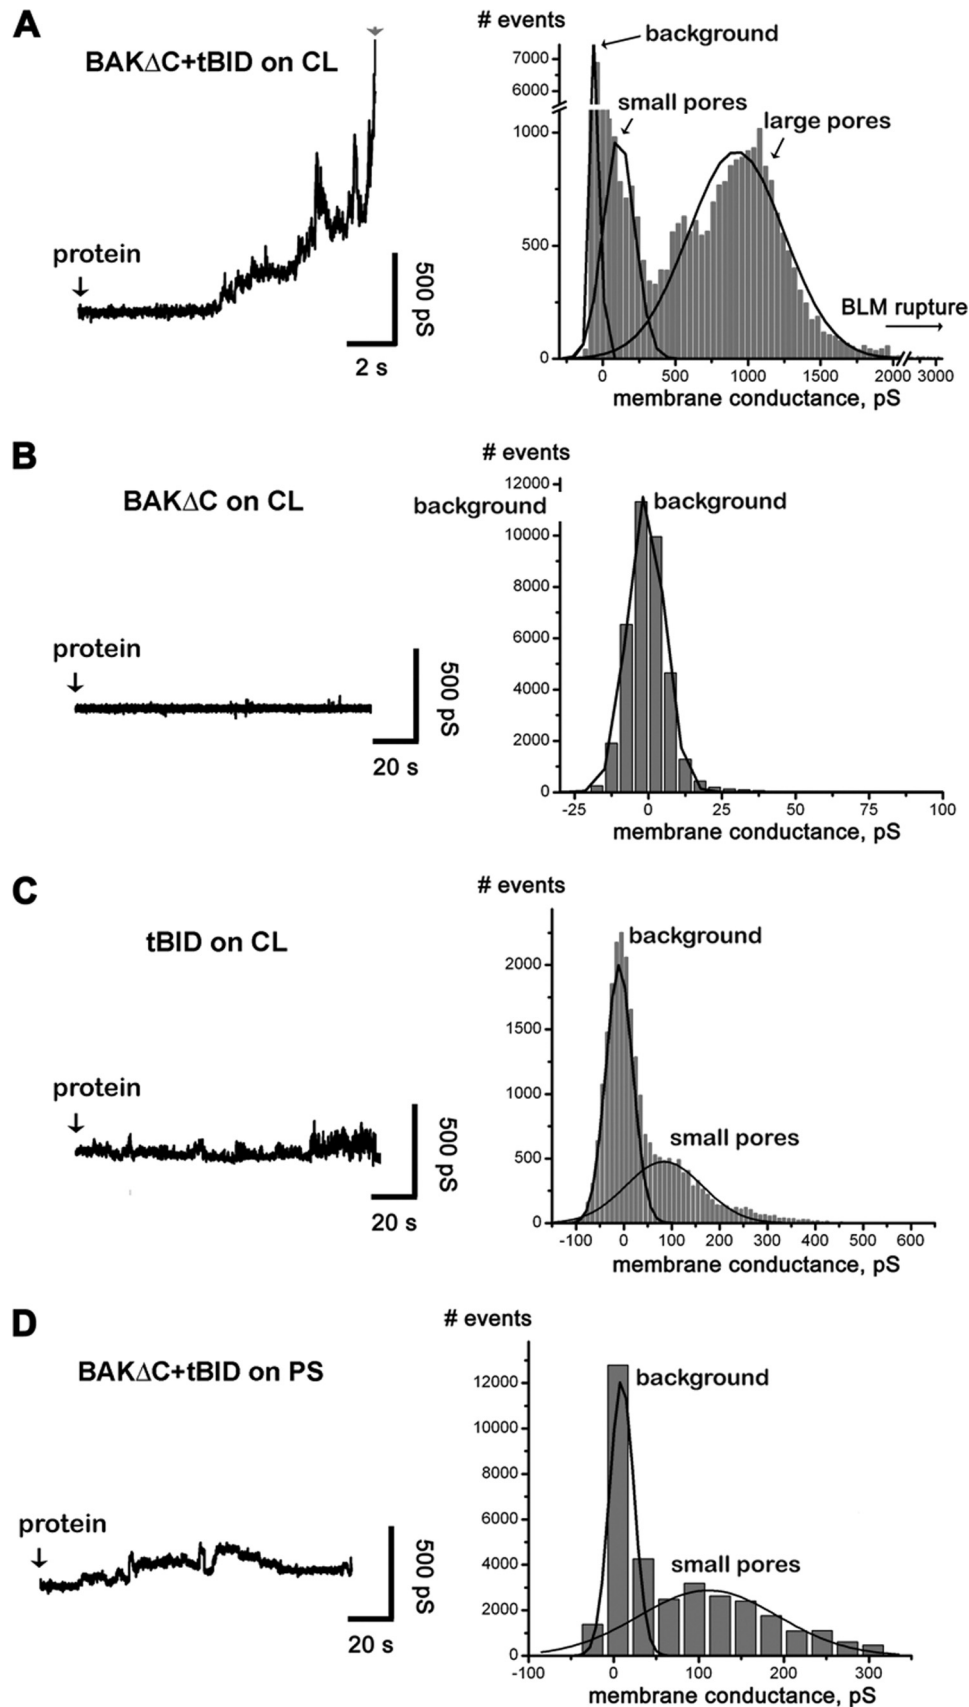 A
BAKΔC+tBID on CL
protein
500 pS
2 s
# events
background
small pores
large pores
BLM rupture
7000
6000
1000
500
0
0 500 1000 1500 2000 3000
membrane conductance, pS
B
BAKΔC on CL
protein
500 pS
20 s
# events
background
background
12000
10000
8000
6000
4000
2000
0
-25 0 25 50 75 100
membrane conductance, pS
C
tBID on CL
protein
500 pS
20 s
# events
background
small pores
2000
1500
1000
500
0
-100 0 100 200 300 400 500 600
membrane conductance, pS
D
BAKΔC+tBID on PS
protein
500 pS
20 s
# events
background
small pores
12000
10000
8000
6000
4000
2000
0
-100 0 100 200 300
membrane conductance, pS